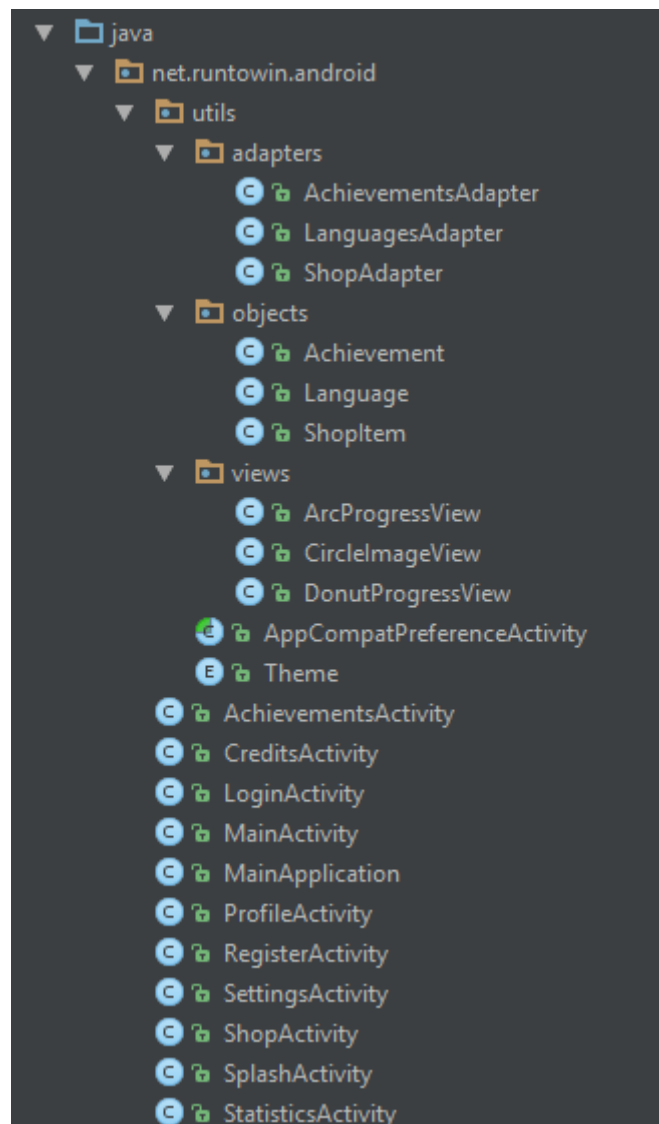 java
net.runtowin.android
utils
adapters
AchievementsAdapter
LanguagesAdapter
ShopAdapter
objects
Achievement
Language
ShopItem
views
ArcProgressView
CircleImageView
DonutProgressView
AppCompatPreferenceActivity
Theme
AchievementsActivity
CreditsActivity
LoginActivity
MainActivity
MainApplication
ProfileActivity
RegisterActivity
SettingsActivity
ShopActivity
SplashActivity
StatisticsActivity